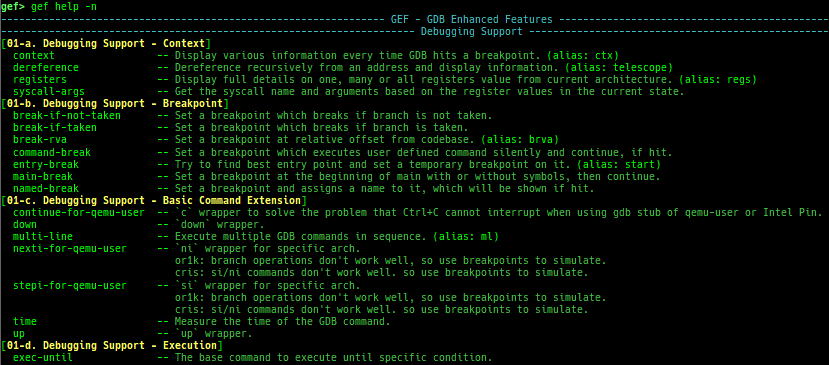 gef> gef help -n
GEF - GDB Enhanced Features
Debugging Support
[01-a. Debugging Support - Context]
context -- Display various information every time GDB hits a breakpoint. (alias: ctx)
dereference -- Dereference recursively from an address and display information. (alias: telescope)
registers -- Display full details on one, many or all registers value from current architecture. (alias: regs)
syscall-args -- Get the syscall name and arguments based on the register values in the current state.
[01-b. Debugging Support - Breakpoint]
break-if-not-taken -- Set a breakpoint which breaks if branch is not taken.
break-if-taken -- Set a breakpoint which breaks if branch is taken.
break-rva -- Set a breakpoint at relative offset from codebase. (alias: brva)
command-break -- Set a breakpoint which executes user defined command silently and continue, if hit.
entry-break -- Try to find best entry point and set a temporary breakpoint on it. (alias: start)
main-break -- Set a breakpoint at the beginning of main with or without symbols, then continue.
named-break -- Set a breakpoint and assigns a name to it, which will be shown if hit.
[01-c. Debugging Support - Basic Command Extension]
continue-for-qemu-user -- `c` wrapper to solve the problem that Ctrl+C cannot interrupt when using gdb stub of qemu-user or Intel Pin.
down -- `down` wrapper.
multi-line -- Execute multiple GDB commands in sequence. (alias: ml)
nexti-for-qemu-user -- `ni` wrapper for specific arch.
or1k: branch operations don't work well, so use breakpoints to simulate.
cris: si/ni commands don't work well. so use breakpoints to simulate.
stepi-for-qemu-user -- `si` wrapper for specific arch.
or1k: branch operations don't work well, so use breakpoints to simulate.
cris: si/ni commands don't work well. so use breakpoints to simulate.
time -- Measure the time of the GDB command.
up -- `up` wrapper.
[01-d. Debugging Support - Execution]
exec-until -- The base command to execute until specific condition.